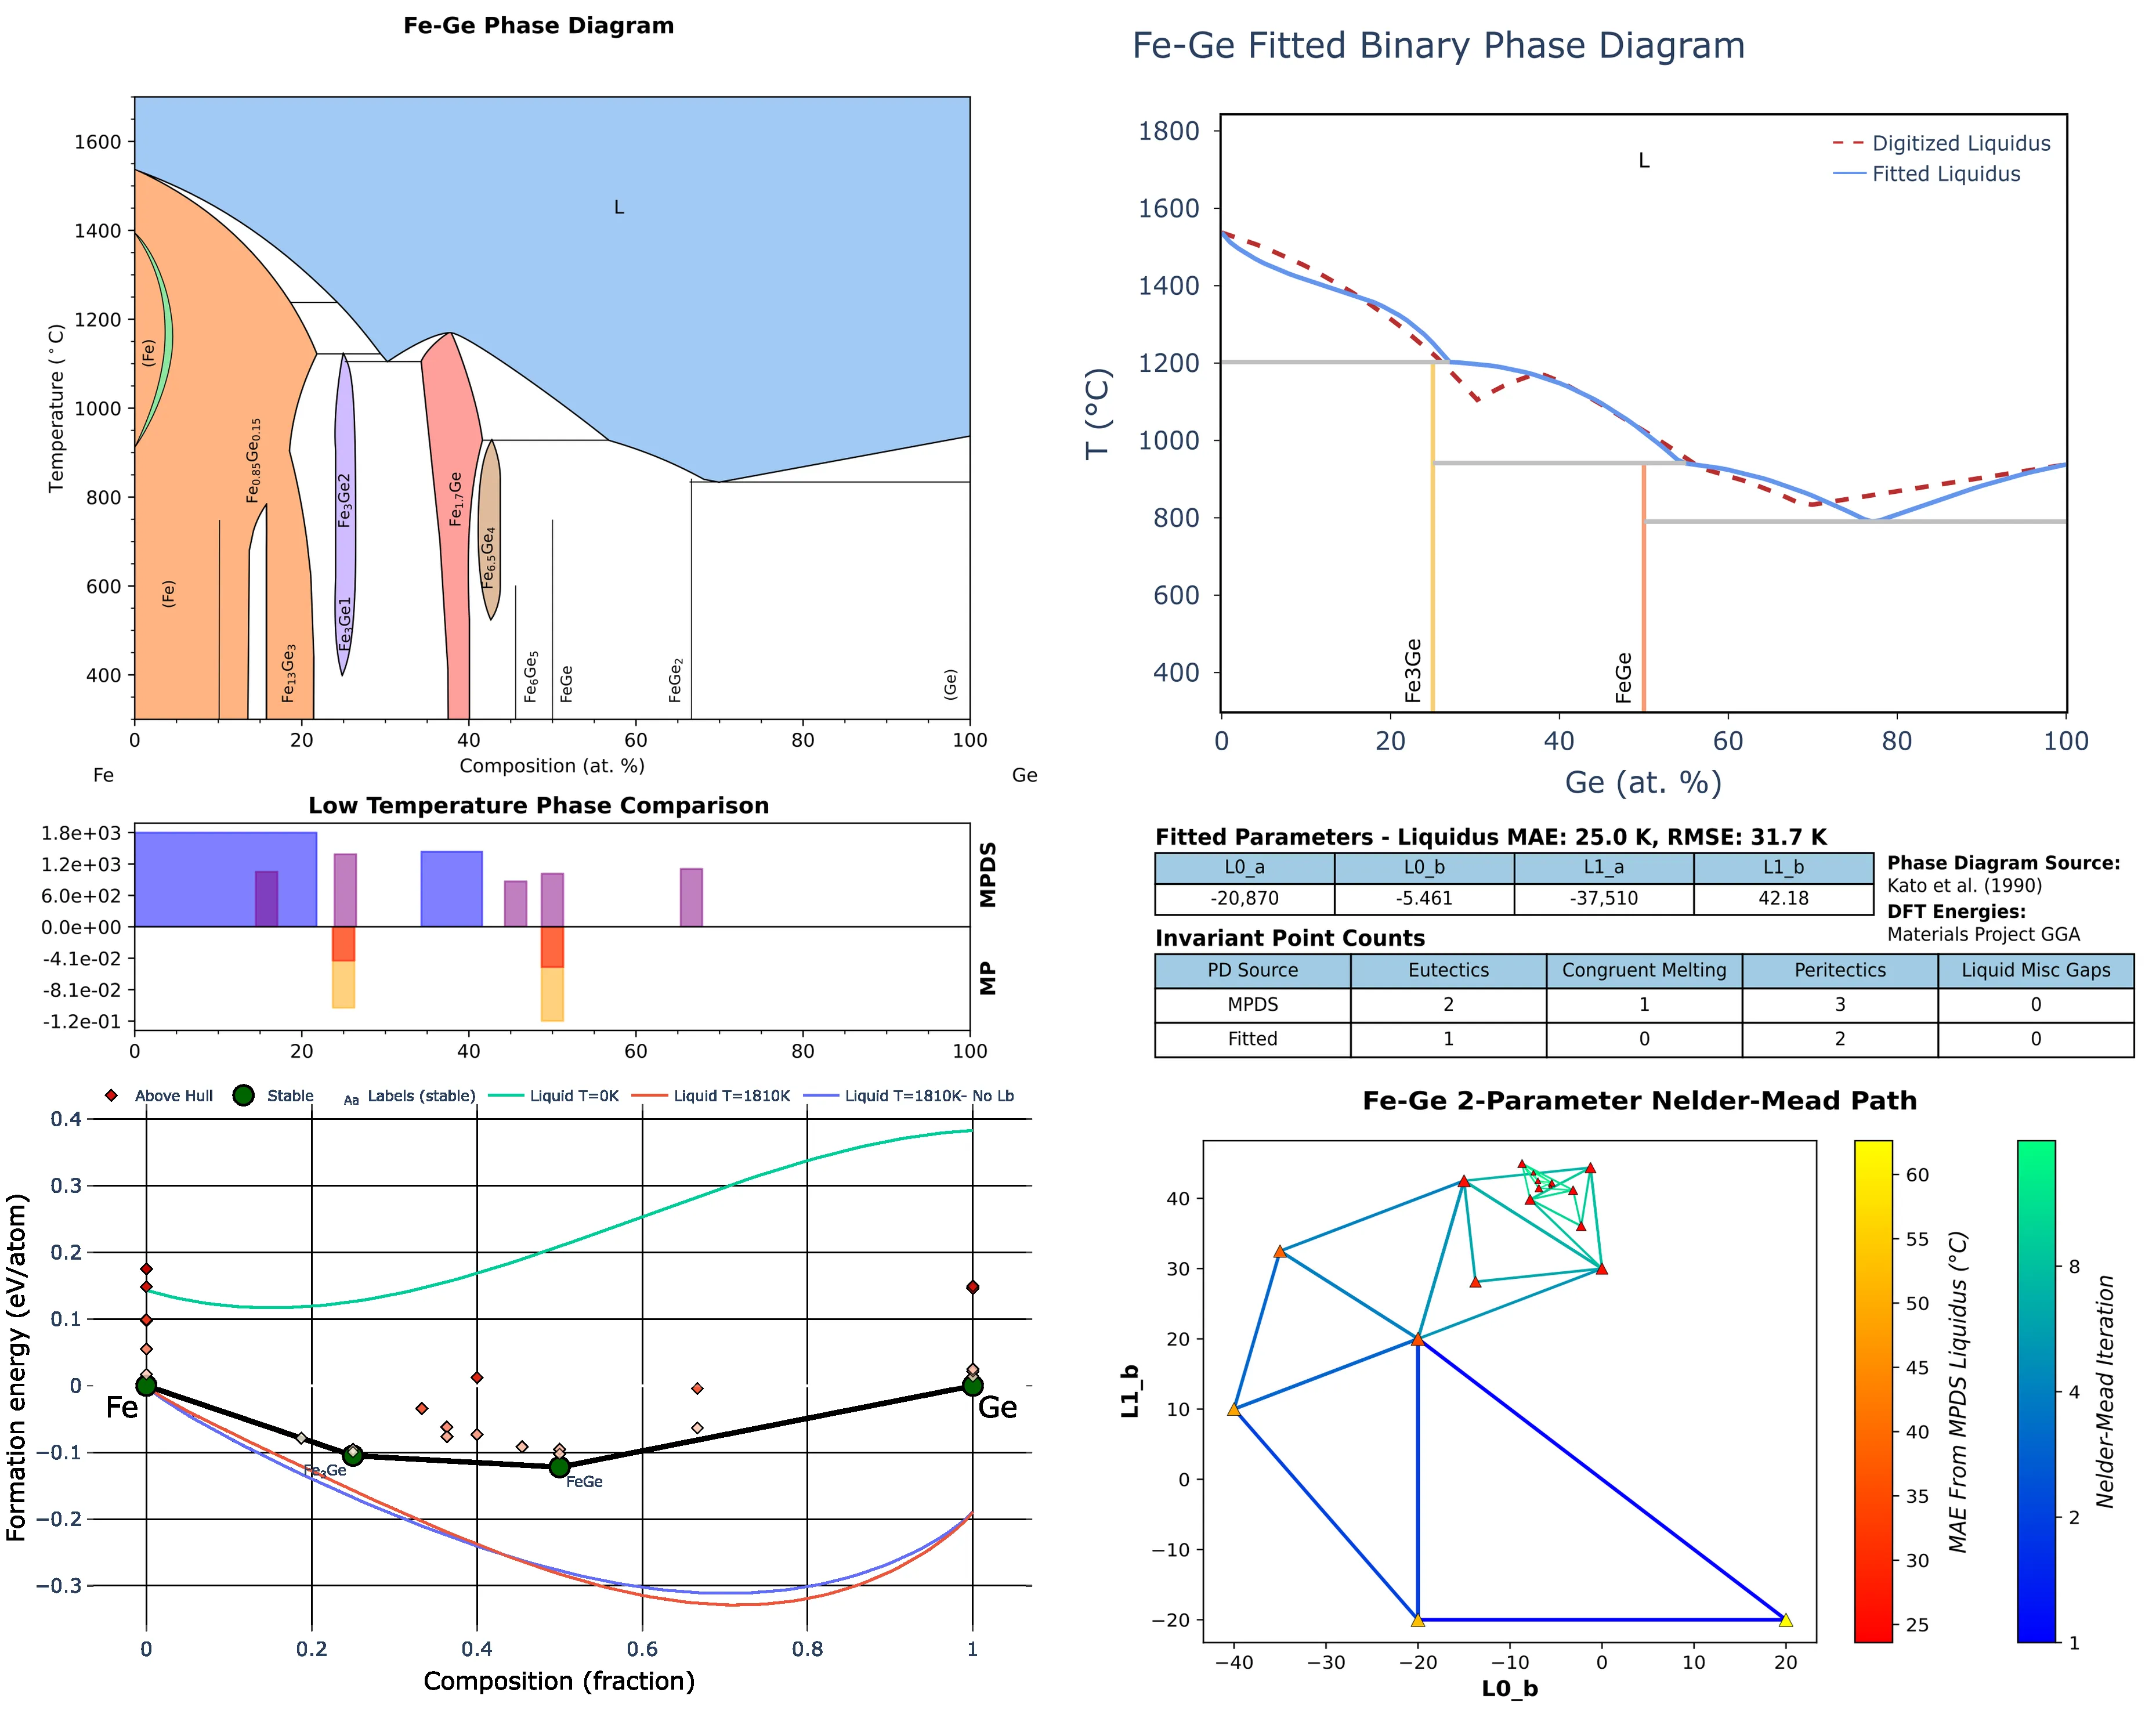 Fe-Ge Phase Diagram
Temperature (°C)
1600
1400
1200
1000
800
600
400
L
(Fe)
(Fe)
Fe0.85Ge0.15
Fe13Ge3
Fe3Ge2
Fe3Ge1
Fe1.7Ge
Fe6.5Ge4
Fe6Ge5
FeGe
FeGe2
(Ge)
0 20 40 60 80 100
Composition (at. %)
Fe Ge
Fe-Ge Fitted Binary Phase Diagram
Digitized Liquidus
Fitted Liquidus
L
T (°C)
1800
1600
1400
1200
1000
800
600
400
Fe3Ge
FeGe
0 20 40 60 80 100
Ge (at. %)
Low Temperature Phase Comparison
1.8e+03
1.2e+03
6.0e+02
0.0e+00
-4.1e-02
-8.1e-02
-1.2e-01
MPDS
MP
0 20 40 60 80 100
Fitted Parameters - Liquidus MAE: 25.0 K, RMSE: 31.7 K
L0_a L0_b L1_a L1_b
-20,870 -5.461 -37,510 42.18
Phase Diagram Source:
Kato et al. (1990)
DFT Energies:
Materials Project GGA
Invariant Point Counts
PD Source Eutectics Congruent Melting Peritectics Liquid Misc Gaps
MPDS 2 1 3 0
Fitted 1 0 2 0
Above Hull Stable Aa Labels (stable) Liquid T=0K Liquid T=1810K Liquid T=1810K- No Lb
Formation energy (eV/atom)
0.4
0.3
0.2
0.1
0
−0.1
−0.2
−0.3
Fe
Fe3Ge
FeGe
Ge
0 0.2 0.4 0.6 0.8 1
Composition (fraction)
Fe-Ge 2-Parameter Nelder-Mead Path
L1_b
40
30
20
10
0
−10
−20
−40 −30 −20 −10 0 10 20
L0_b
60
55
50
45
40
35
30
25
MAE From MPDS Liquidus (°C)
8
4
2
1
Nelder-Mead Iteration